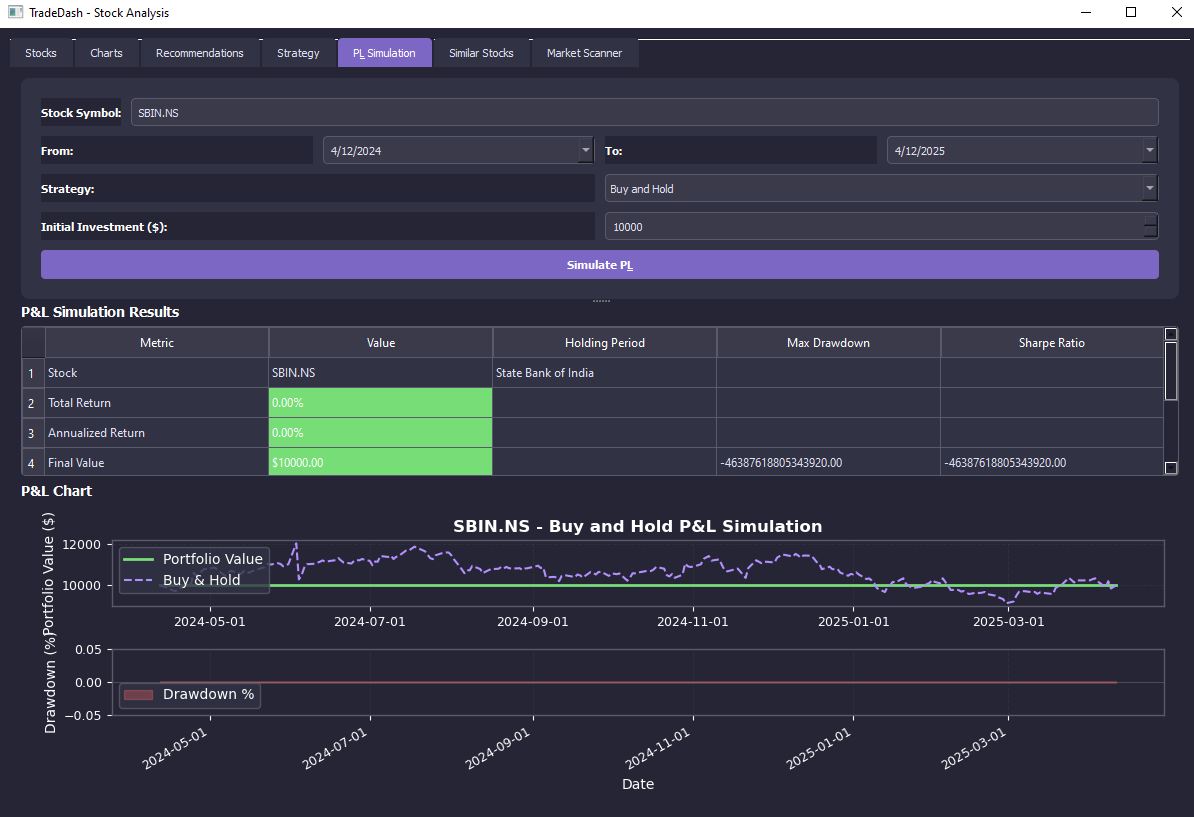 TradeDash - Stock Analysis
Stocks Charts Recommendations Strategy PL Simulation Similar Stocks Market Scanner
Stock Symbol: SBIN.NS
From: 4/12/2024 To: 4/12/2025
Strategy: Buy and Hold
Initial Investment ($): 10000
Simulate PL
P&L Simulation Results
Metric Value Holding Period Max Drawdown Sharpe Ratio
1 Stock SBIN.NS State Bank of India
2 Total Return 0.00%
3 Annualized Return 0.00%
4 Final Value $10000.00 -46387618805343920.00 -46387618805343920.00
P&L Chart
SBIN.NS - Buy and Hold P&L Simulation
Portfolio Value ($)
12000
10000
Portfolio Value
Buy & Hold
2024-05-01 2024-07-01 2024-09-01 2024-11-01 2025-01-01 2025-03-01
Drawdown (%)
0.05
0.00
−0.05
Drawdown %
2024-05-01 2024-07-01 2024-09-01 2024-11-01 2025-01-01 2025-03-01
Date